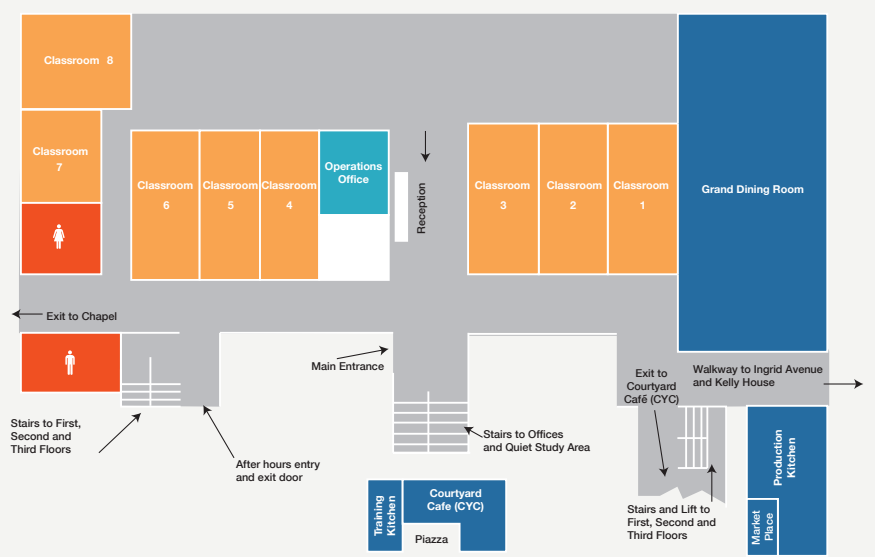 Classroom 8
Classroom
7
Classroom
6
Classroom
5
Classroom
4
Operations
Office
Reception
Classroom
3
Classroom
2
Classroom
1
Grand Dining Room
Exit to Chapel
Main Entrance
Exit to
Courtyard
Café (CYC)
Walkway to Ingrid Avenue
and Kelly House
Stairs to First,
Second and
Third Floors
After hours entry
and exit door
Stairs to Offices
and Quiet Study Area
Training
Kitchen
Courtyard
Cafe (CYC)
Piazza
Stairs and Lift to
First, Second and
Third Floors
Production
Kitchen
Market
Place